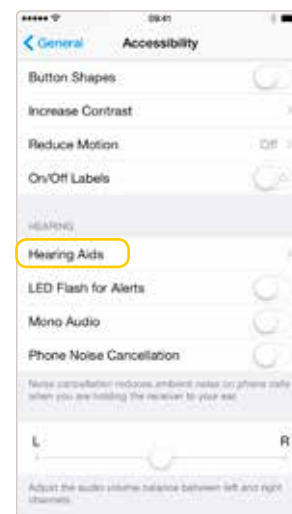 09:41
General Accessibility
Button Shapes
Increase Contrast
Reduce Motion Off
On/Off Labels
HEARING
Hearing Aids
LED Flash for Alerts
Mono Audio
Phone Noise Cancellation
Noise cancellation reduces ambient noise on phone calls
when you are holding the receiver to your ear.
L R
Adjust the audio volume balance between left and right
channels.